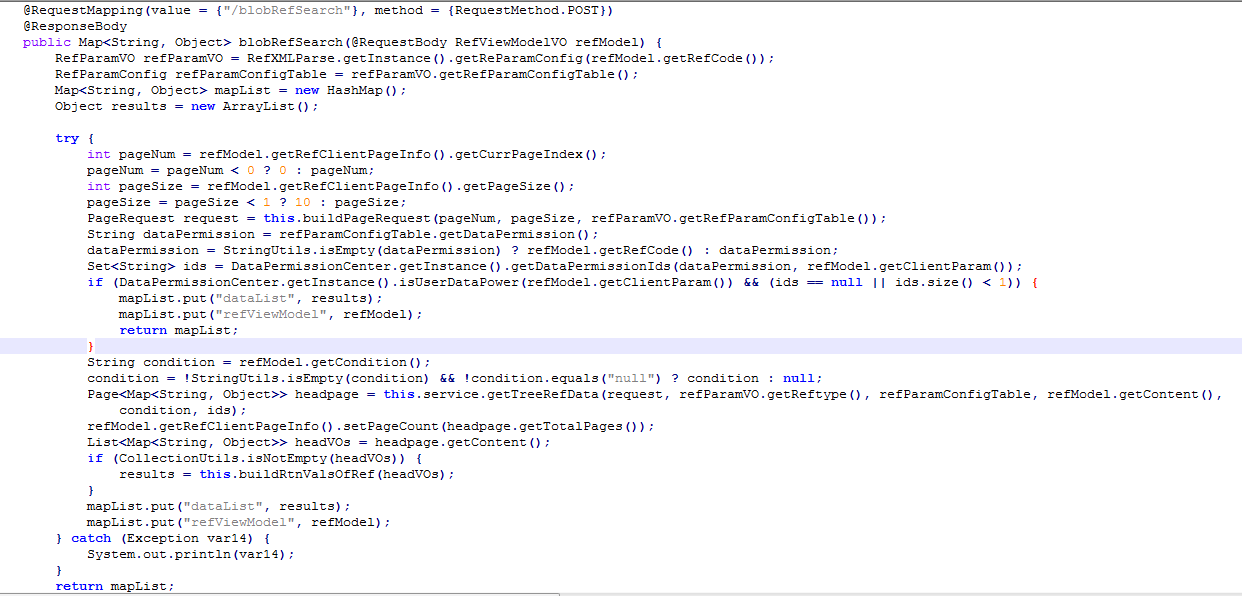 @RequestMapping(value = {"/blobRefSearch"}, method = {RequestMethod.POST})
@ResponseBody
public Map<String, Object> blobRefSearch(@RequestBody RefViewModelVO refModel) {
    RefParamVO refParamVO = RefXMLParse.getInstance().getReParamConfig(refModel.getRefCode());
    RefParamConfig refParamConfigTable = refParamVO.getRefParamConfigTable();
    Map<String, Object> mapList = new HashMap();
    Object results = new ArrayList();

    try {
        int pageNum = refModel.getRefClientPageInfo().getCurrPageIndex();
        pageNum = pageNum < 0 ? 0 : pageNum;
        int pageSize = refModel.getRefClientPageInfo().getPageSize();
        pageSize = pageSize < 1 ? 10 : pageSize;
        PageRequest request = this.buildPageRequest(pageNum, pageSize, refParamVO.getRefParamConfigTable());
        String dataPermission = refParamConfigTable.getDataPermission();
        dataPermission = StringUtils.isEmpty(dataPermission) ? refModel.getRefCode() : dataPermission;
        Set<String> ids = DataPermissionCenter.getInstance().getDataPermissionIds(dataPermission, refModel.getClientParam());
        if (DataPermissionCenter.getInstance().isUserDataPower(refModel.getClientParam()) && (ids == null || ids.size() < 1)) {
            mapList.put("dataList", results);
            mapList.put("refViewModel", refModel);
            return mapList;
        }
        String condition = refModel.getCondition();
        condition = !StringUtils.isEmpty(condition) && !condition.equals("null") ? condition : null;
        Page<Map<String, Object>> headpage = this.service.getTreeRefData(request, refParamVO.getReftype(), refParamConfigTable, refModel.getContent(),
            condition, ids);
        refModel.getRefClientPageInfo().setPageCount(headpage.getTotalPages());
        List<Map<String, Object>> headVOs = headpage.getContent();
        if (CollectionUtils.isNotEmpty(headVOs)) {
            results = this.buildRtnValsOfRef(headVOs);
        }
        mapList.put("dataList", results);
        mapList.put("refViewModel", refModel);
    } catch (Exception var14) {
        System.out.println(var14);
    }
    return mapList;